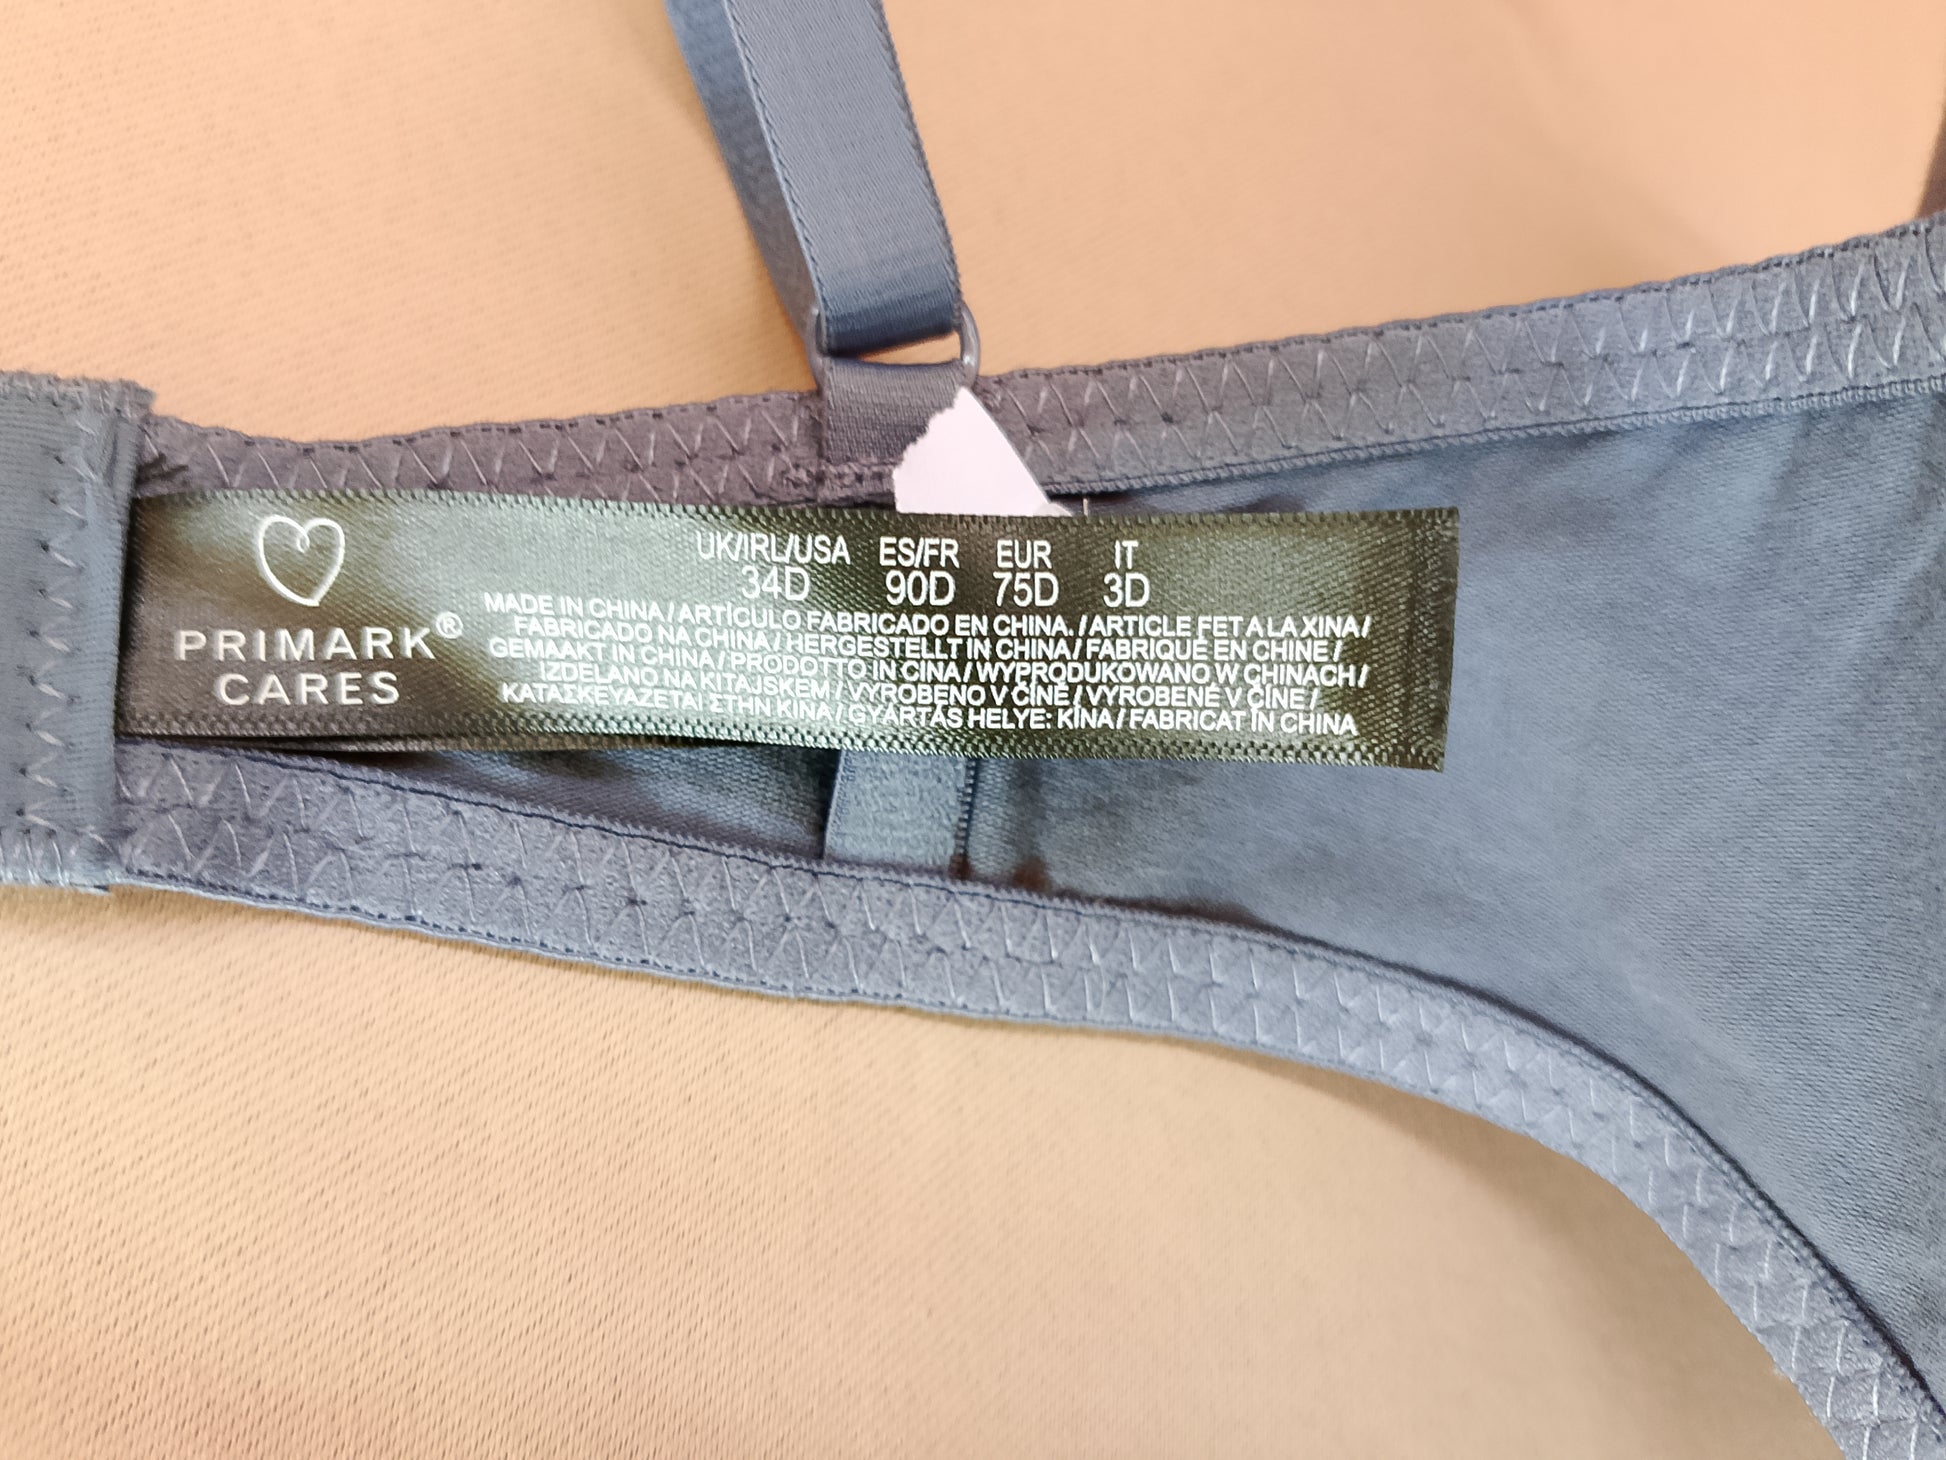 PRIMARK®
CARES
UK/IRL/USA ES/FR EUR IT
34D 90D 75D 3D
MADE IN CHINA / ARTÍCULO FABRICADO EN CHINA. / ARTICLE FET A LA XINA /
FABRICADO NA CHINA / HERGESTELLT IN CHINA / FABRIQUÉ EN CHINE /
GEMAAKT IN CHINA / PRODOTTO IN CINA / WYPRODUKOWANO W CHINACH /
IZDELANO NA KITAJSKEM / VYROBENO V ČÍNĚ / VYROBENÉ V ČÍNE /
ΚΑΤΑΣΚΕΥΑΖΕΤΑΙ ΣΤΗΝ ΚΙΝΑ / GYÁRTÁS HELYE: KÍNA / FABRICAT ÎN CHINA